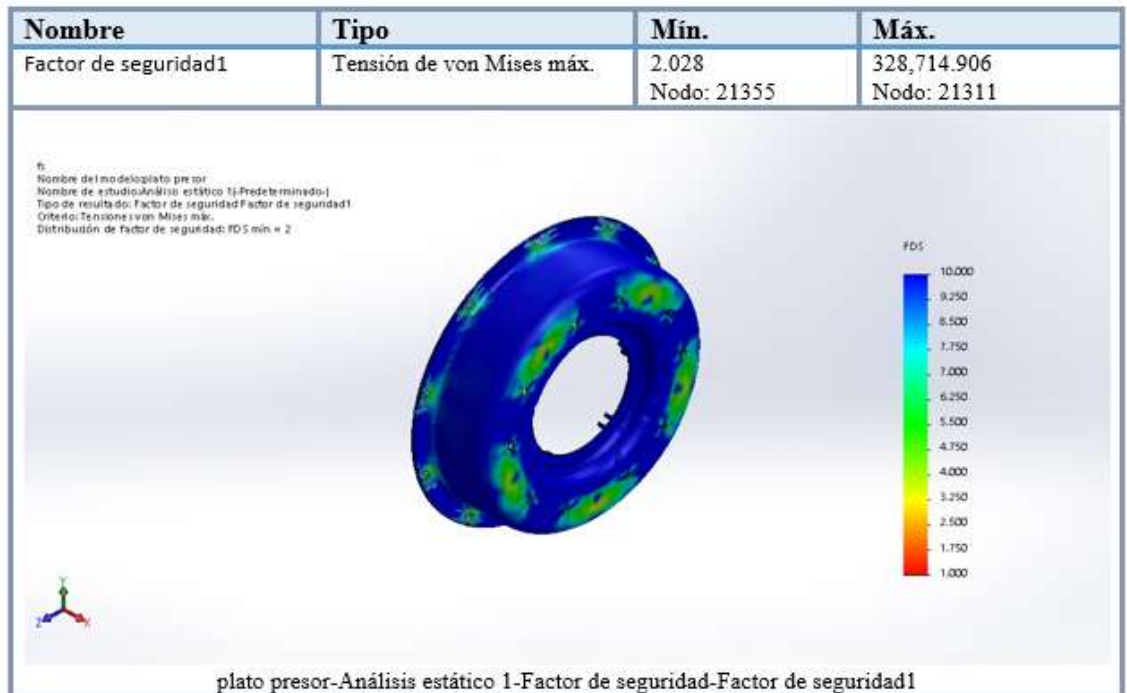 Nombre Tipo Mín. Máx.
Factor de seguridad1 Tensión de von Mises máx. 2.028 328,714.906
Nodo: 21355 Nodo: 21311
fs
Nombre del modelo:plato presor
Nombre de estudio:Análisis estático 1(-Predeterminado-)
Tipo de resultado: Factor de seguridad Factor de seguridad1
Criterio: Tensiones von Mises máx.
Distribución de factor de seguridad: FDS mín = 2
FDS
10.000
9.250
8.500
7.750
7.000
6.250
5.500
4.750
4.000
3.250
2.500
1.750
1.000
Y
Z X
plato presor-Análisis estático 1-Factor de seguridad-Factor de seguridad1